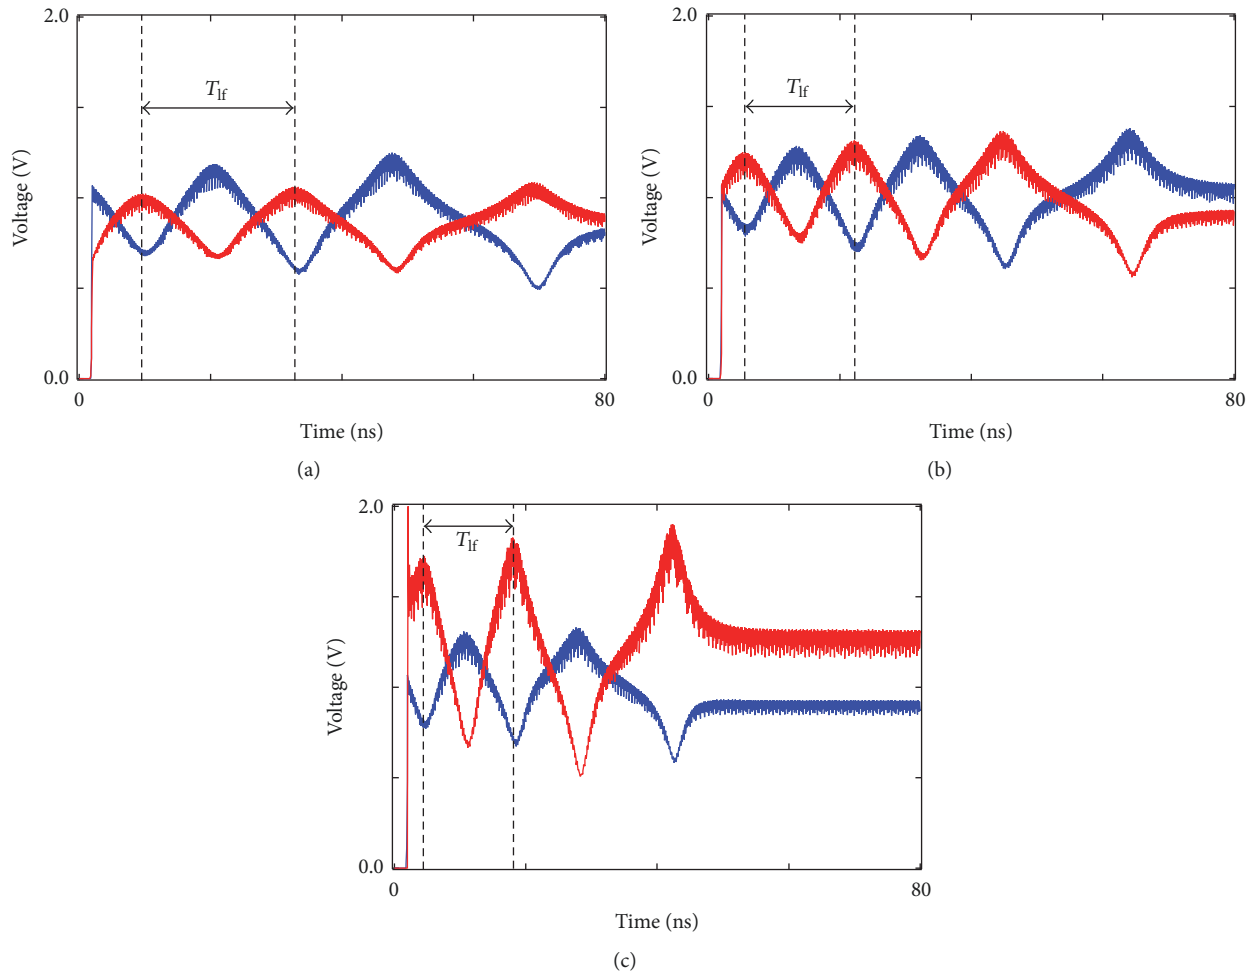 2.0
T_lf
Voltage (V)
0.0
0
80
Time (ns)
(a)
2.0
T_lf
Voltage (V)
0.0
0
80
Time (ns)
(b)
2.0
T_lf
Voltage (V)
0.0
0
80
Time (ns)
(c)